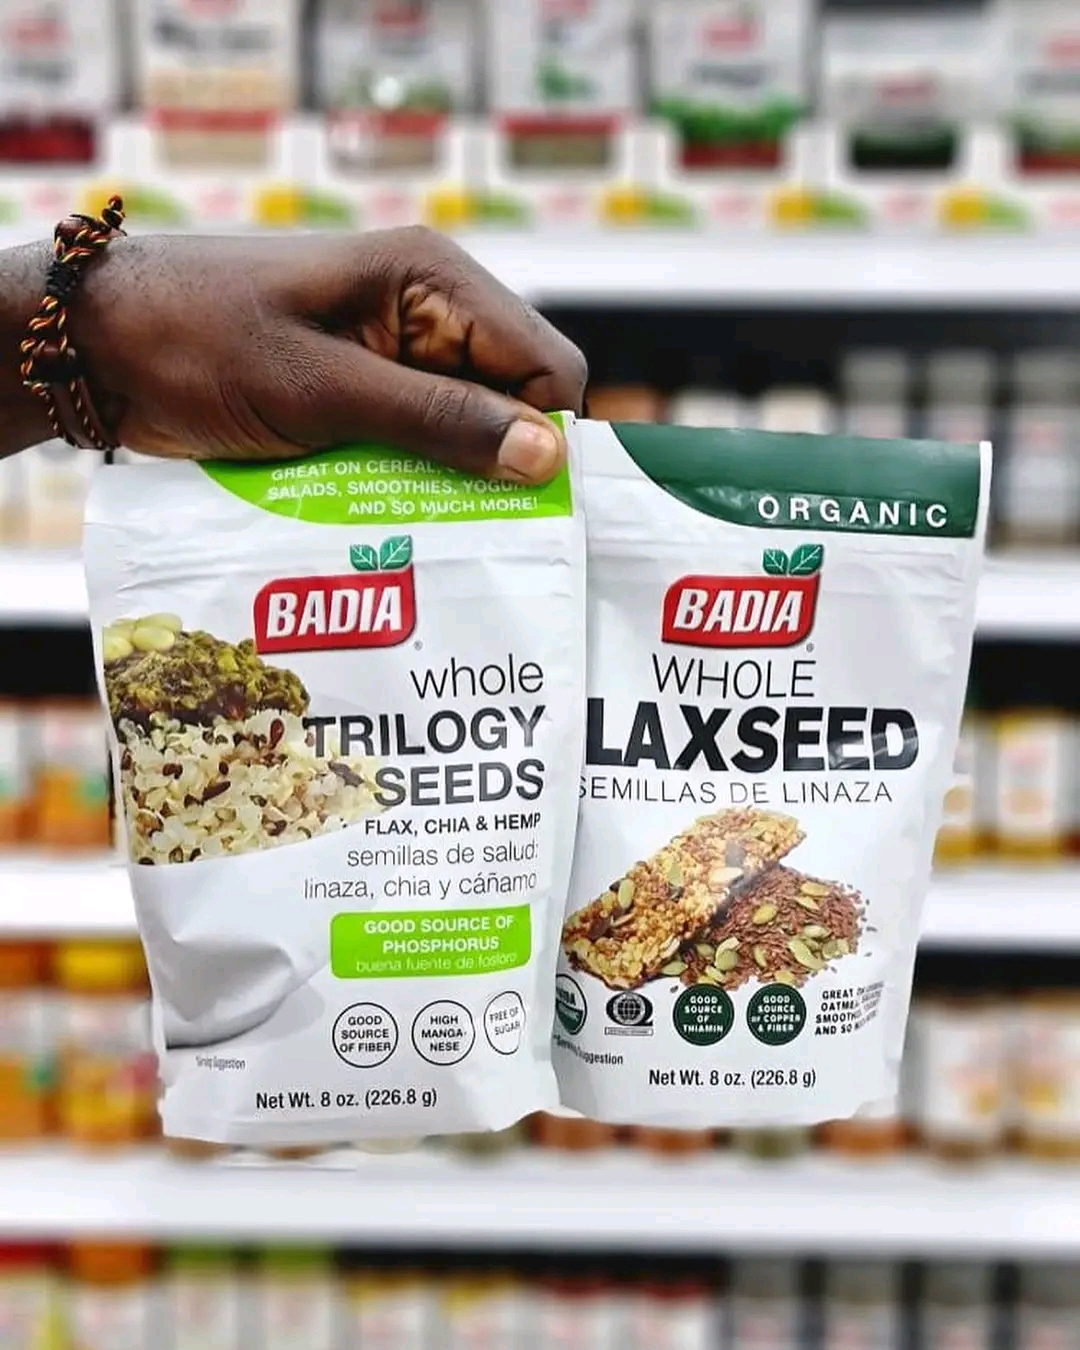 GREAT ON CEREAL,
SALADS, SMOOTHIES,
AND SO MUCH MORE!
BADIA
®
whole
TRILOGY
SEEDS
FLAX, CHIA & HEMP
semillas de salud:
linaza, chia y cáñamo
GOOD SOURCE OF
PHOSPHORUS
buena fuente de fosforo
GOOD
SOURCE
OF FIBER
HIGH
MANGA-
NESE
FREE OF
SUGAR
*Serving Suggestion
Net Wt. 8 oz. (226.8 g)
ORGANIC
BADIA
®
WHOLE
LAXSEED
SEMILLAS DE LINAZA
GOOD
SOURCE
OF
THIAMIN
GOOD
SOURCE
OF COPPER
& FIBER
GREAT
OATMEAL
AND SO
Net Wt. 8 oz. (226.8 g)